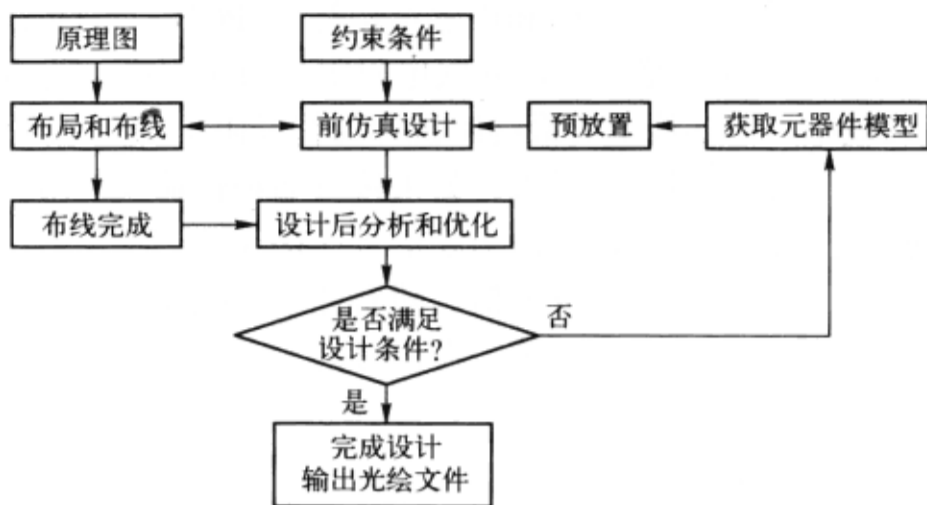 原理图
约束条件
布局和布线
前仿真设计
预放置
获取元器件模型
布线完成
设计后分析和优化
是否满足
设计条件?
否
是
完成设计
输出光绘文件